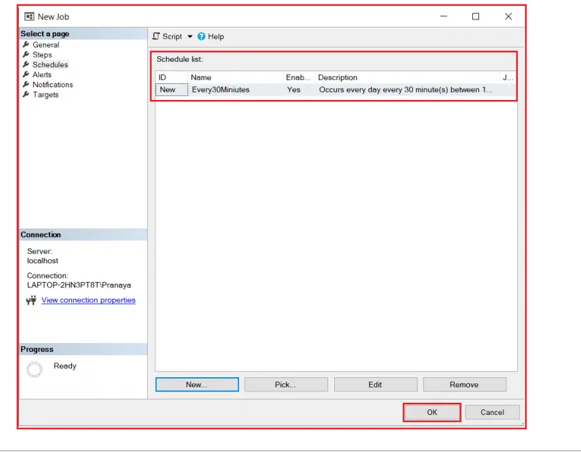 New Job
Select a page
General
Steps
Schedules
Alerts
Notifications
Targets
Script
Help
Schedule list:
ID Name Enab... Description J...
New Every30Miniutes Yes Occurs every day every 30 minute(s) between 1...
Connection
Server:
localhost
Connection:
LAPTOP-2HN3PT8T\Pranaya
View connection properties
Progress
Ready
New...
Pick...
Edit
Remove
OK
Cancel